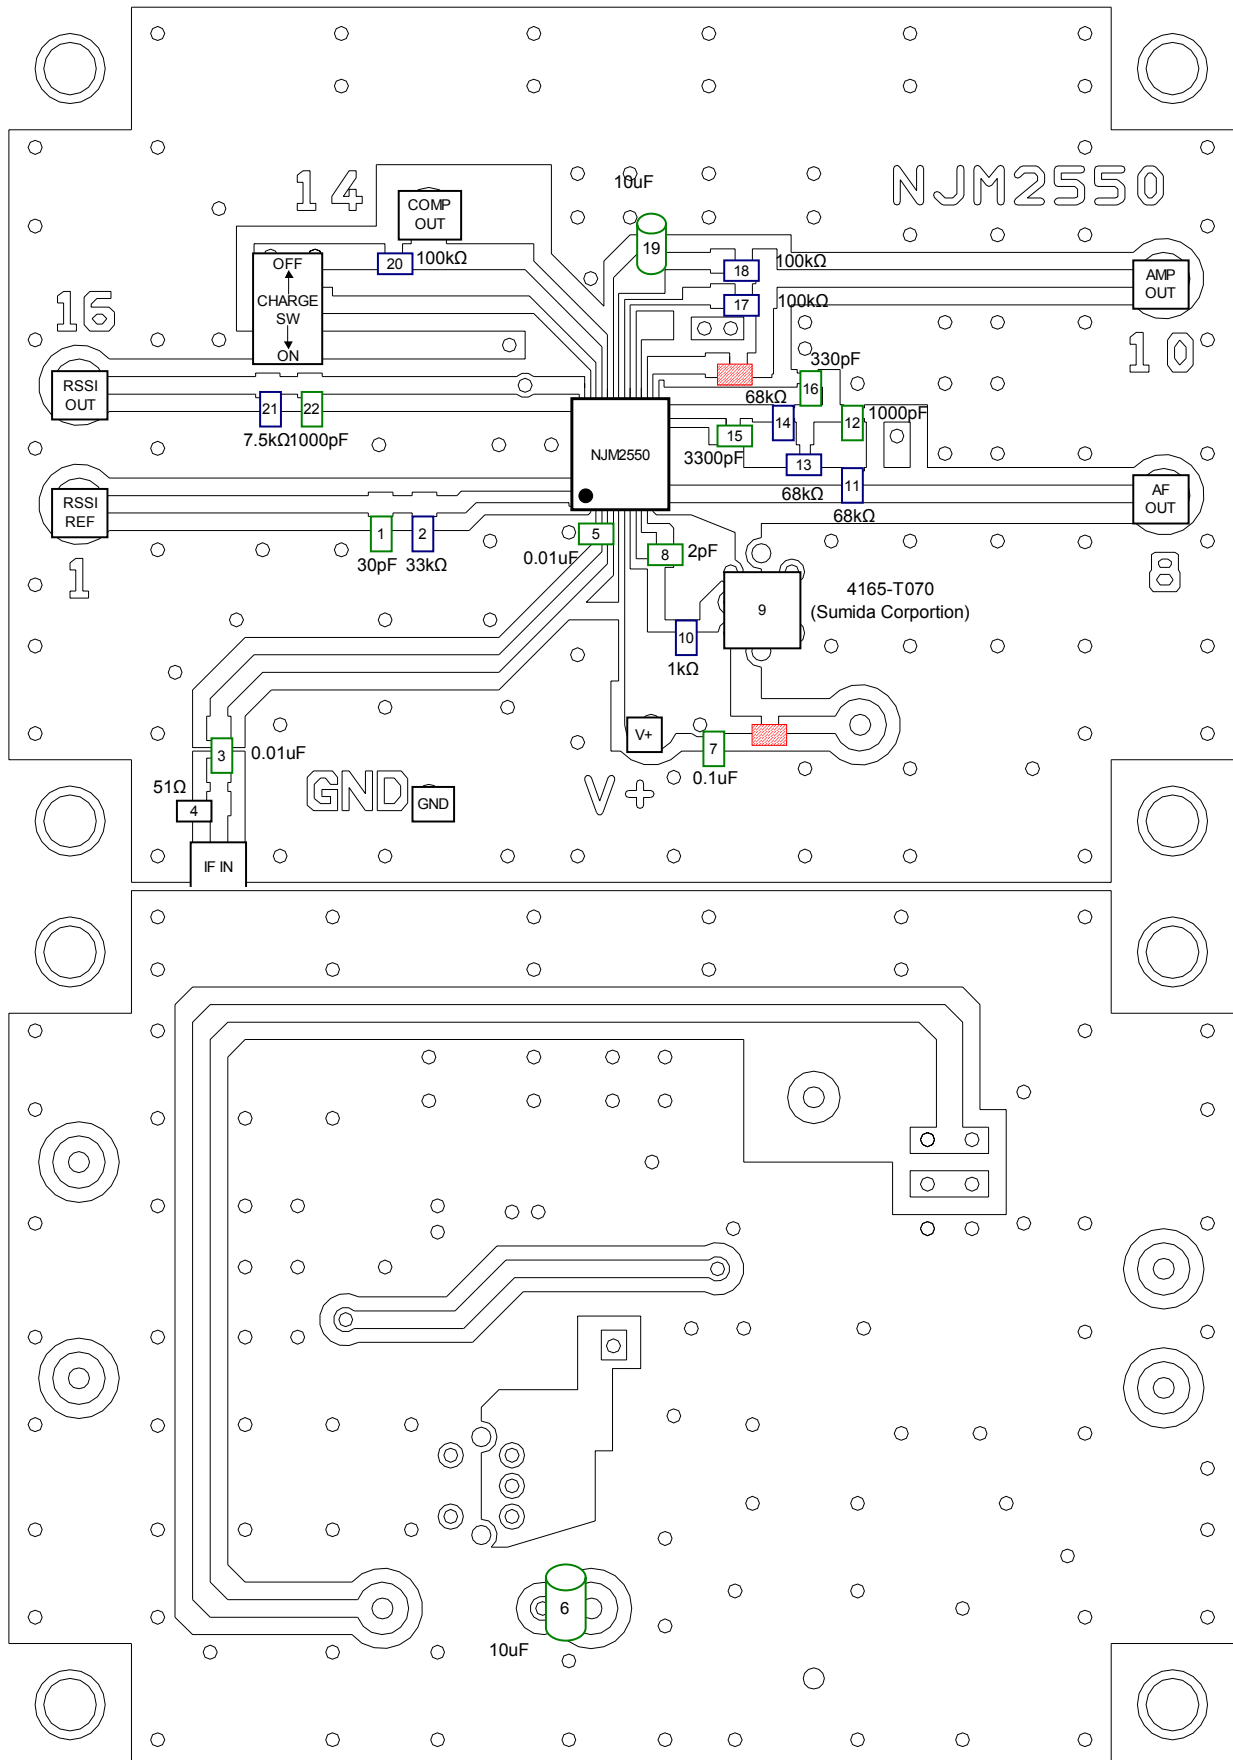 NJM2550
14
COMP
OUT
10uF
19
20
100kΩ
OFF
CHARGE
SW
ON
18
100kΩ
17
100kΩ
AMP
OUT
16
10
RSSI
OUT
330pF
16
68kΩ
21
22
7.5kΩ
1000pF
14
12
1000pF
15
3300pF
NJM2550
13
68kΩ
11
68kΩ
AF
OUT
RSSI
REF
1
2
30pF
33kΩ
5
0.01uF
8
2pF
1
8
9
4165-T070
(Sumida Corportion)
10
1kΩ
V+
7
0.1uF
3
0.01uF
51Ω
4
GND
GND
V+
IF IN
6
10uF